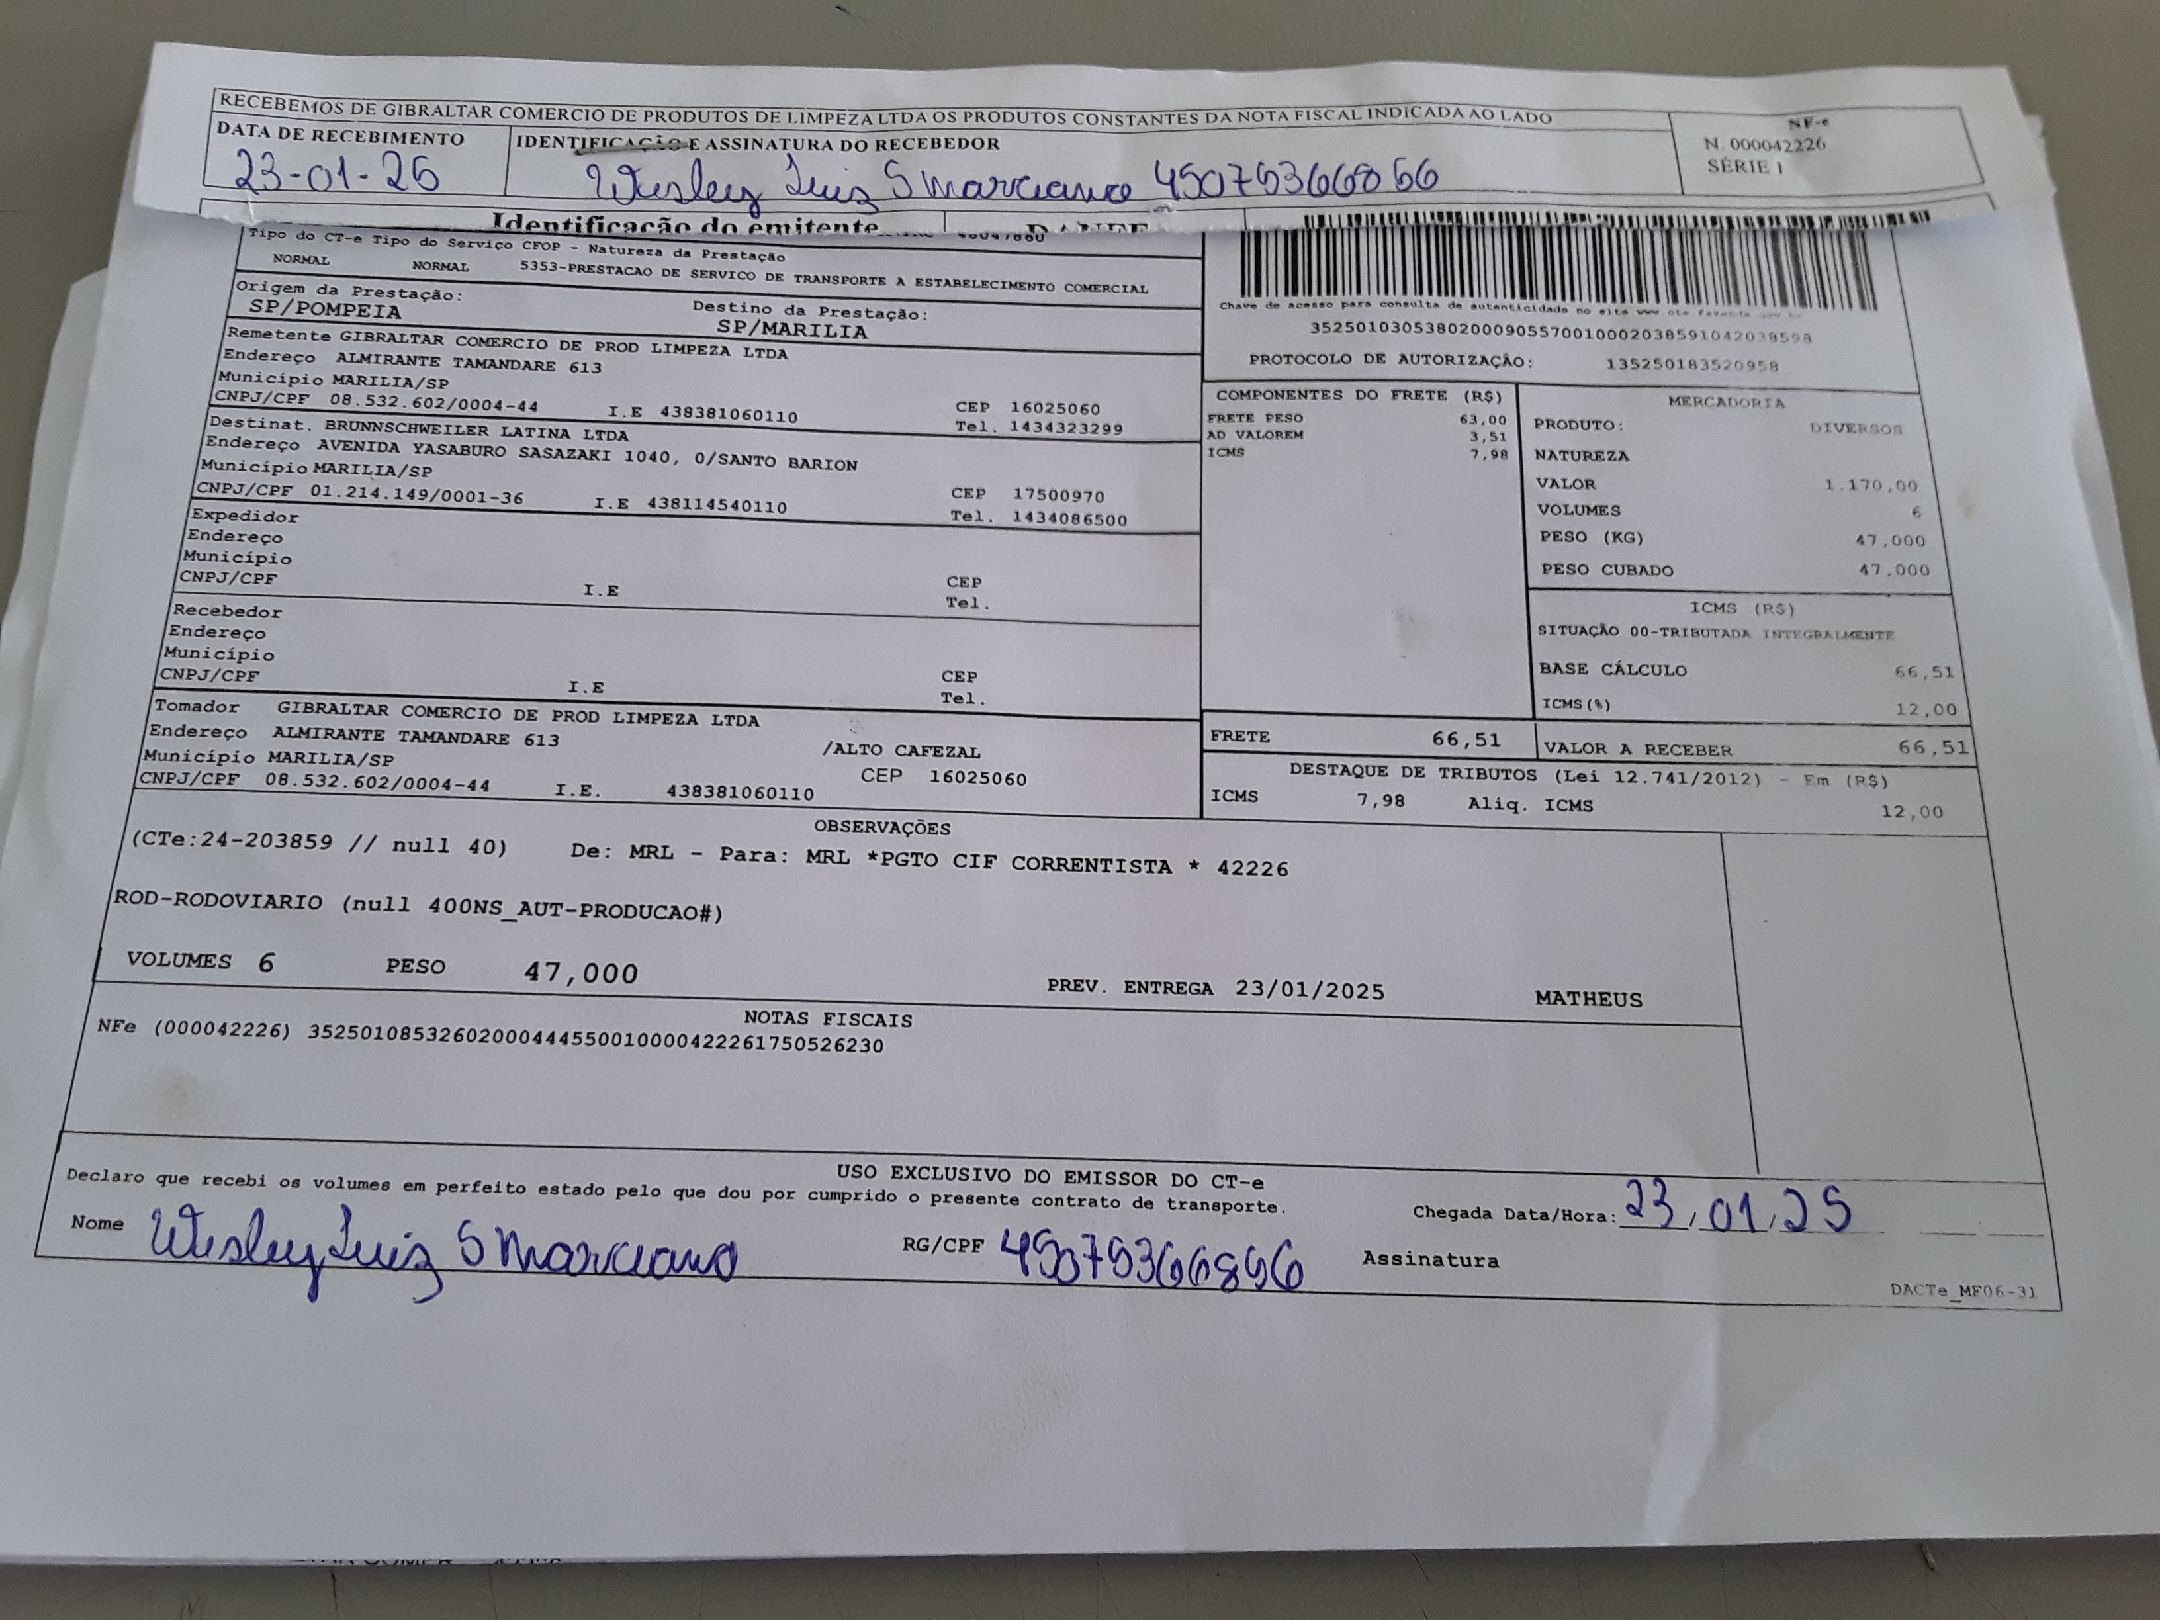 RECEBEMOS DE GIBRALTAR COMERCIO DE PRODUTOS DE LIMPEZA LTDA OS PRODUTOS CONSTANTES DA NOTA FISCAL INDICADA AO LADO
DATA DE RECEBIMENTO IDENTIFICAÇÃO E ASSINATURA DO RECEBEDOR
23-01-25 Wesley Luiz S Marciano
NF-e
N. 000042226
SÉRIE 1
Identificação do emitente DANFE
Tipo do CT-e Tipo do Serviço CFOP - Natureza da Prestação
NORMAL NORMAL 5353-PRESTACAO DE SERVICO DE TRANSPORTE A ESTABELECIMENTO COMERCIAL
Origem da Prestação: Destino da Prestação:
SP/POMPEIA SP/MARILIA
Remetente GIBRALTAR COMERCIO DE PROD LIMPEZA LTDA
Endereço ALMIRANTE TAMANDARE 613
Município MARILIA/SP CEP 16025060
CNPJ/CPF 08.532.602/0004-44 I.E 438381060110 Tel. 1434323299
Destinat. BRUNNSCHWEILER LATINA LTDA
Endereço AVENIDA YASABURO SASAZAKI 1040, 0/SANTO BARION
Município MARILIA/SP CEP 17500970
CNPJ/CPF 01.214.149/0001-36 I.E 438114540110 Tel. 1434086500
Expedidor
Endereço
Município CEP
CNPJ/CPF I.E Tel.
Recebedor
Endereço
Município CEP
CNPJ/CPF I.E Tel.
Tomador GIBRALTAR COMERCIO DE PROD LIMPEZA LTDA
Endereço ALMIRANTE TAMANDARE 613 /ALTO CAFEZAL
Município MARILIA/SP CEP 16025060
CNPJ/CPF 08.532.602/0004-44 I.E. 438381060110
Chave de acesso para consulta de autenticidade no site www.cte.fazenda.gov.br
35250103053802000905570010002038591042038598
PROTOCOLO DE AUTORIZAÇÃO: 135250183520958
COMPONENTES DO FRETE (R$)
FRETE PESO 63,00
AD VALOREM 3,51
ICMS 7,98
MERCADORIA
PRODUTO: DIVERSOS
NATUREZA
VALOR 1.170,00
VOLUMES 6
PESO (KG) 47,000
PESO CUBADO 47,000
ICMS (R$)
SITUAÇÃO 00-TRIBUTADA INTEGRALMENTE
BASE CÁLCULO 66,51
ICMS(%) 12,00
FRETE 66,51 VALOR A RECEBER 66,51
DESTAQUE DE TRIBUTOS (Lei 12.741/2012) - Em (R$)
ICMS 7,98 Aliq. ICMS 12,00
OBSERVAÇÕES
(CTe:24-203859 // null 40) De: MRL - Para: MRL *PGTO CIF CORRENTISTA * 42226
ROD-RODOVIARIO (null 400NS_AUT-PRODUCAO#)
VOLUMES 6 PESO 47,000 PREV. ENTREGA 23/01/2025 MATHEUS
NOTAS FISCAIS
NFe (000042226) 35250108532602000444550010000422261750526230
USO EXCLUSIVO DO EMISSOR DO CT-e
Declaro que recebi os volumes em perfeito estado pelo que dou por cumprido o presente contrato de transporte.
Nome Wesley Luiz S Marciano RG/CPF 45075366856 Chegada Data/Hora: 23/01/25
Assinatura
DACTe_MF06-31